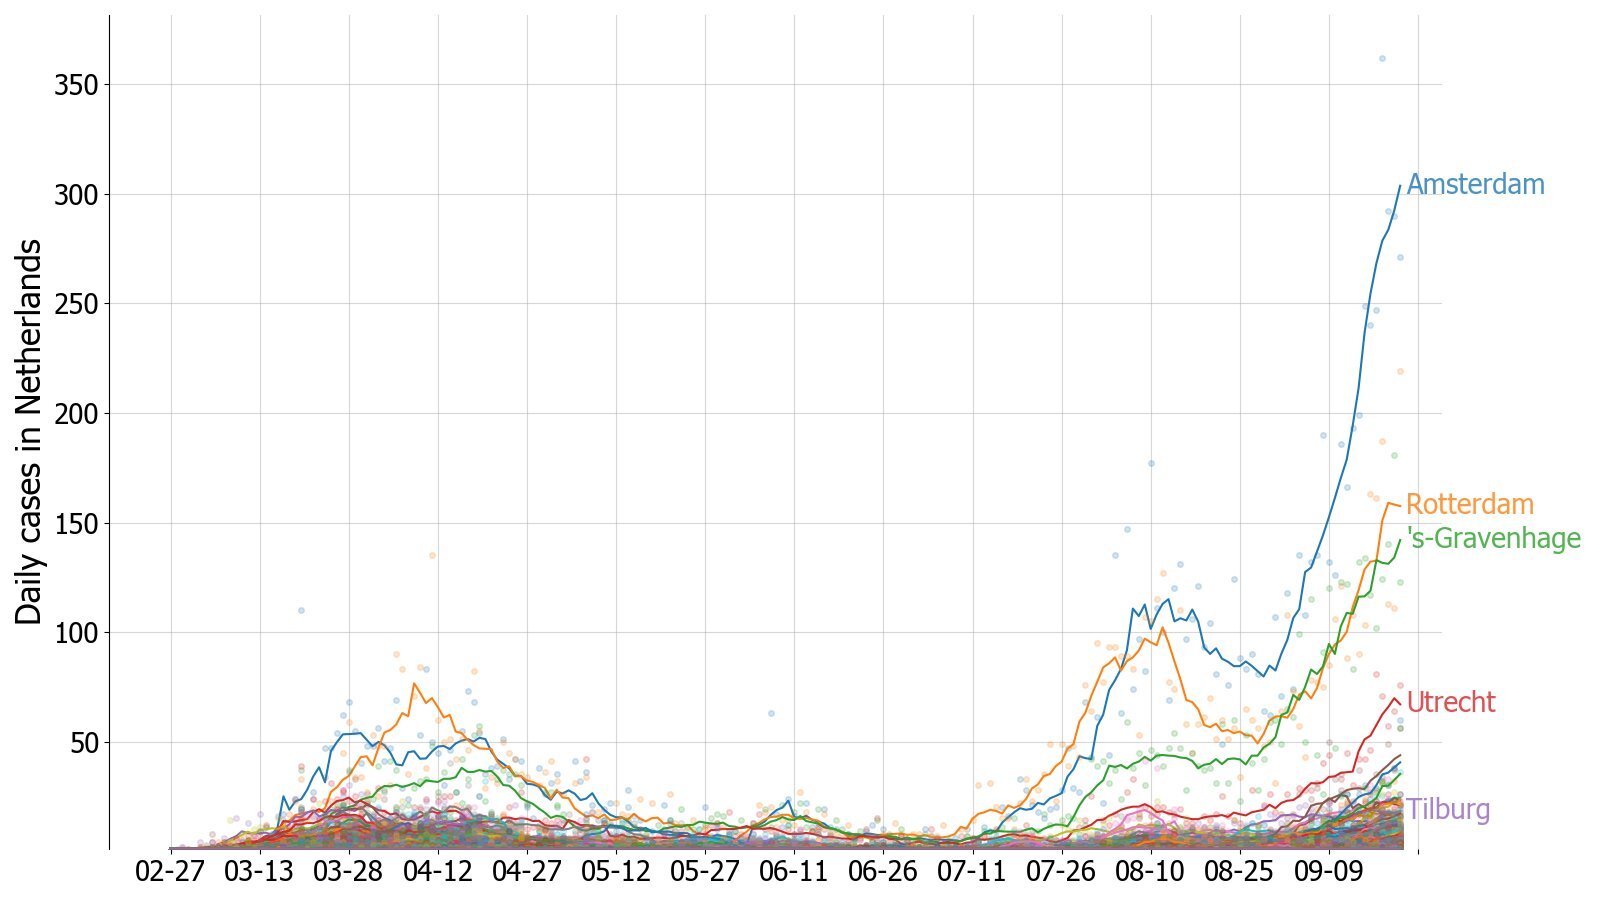 Daily cases in Netherlands
350
300
250
200
150
100
50
Amsterdam
Rotterdam
's-Gravenhage
Utrecht
Tilburg
02-27 03-13 03-28 04-12 04-27 05-12 05-27 06-11 06-26 07-11 07-26 08-10 08-25 09-09